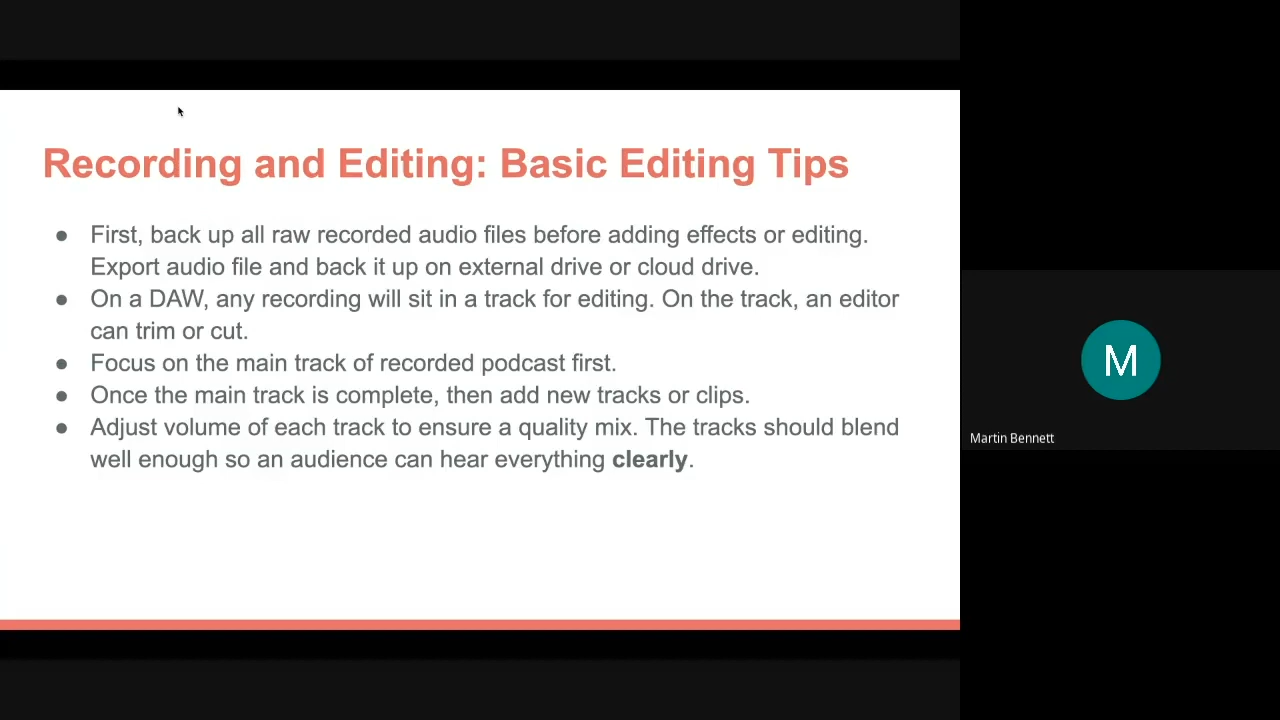 Recording and Editing: Basic Editing Tips
● First, back up all raw recorded audio files before adding effects or editing.
Export audio file and back it up on external drive or cloud drive.
● On a DAW, any recording will sit in a track for editing. On the track, an editor
can trim or cut.
● Focus on the main track of recorded podcast first.
● Once the main track is complete, then add new tracks or clips.
● Adjust volume of each track to ensure a quality mix. The tracks should blend
well enough so an audience can hear everything clearly.
M
Martin Bennett